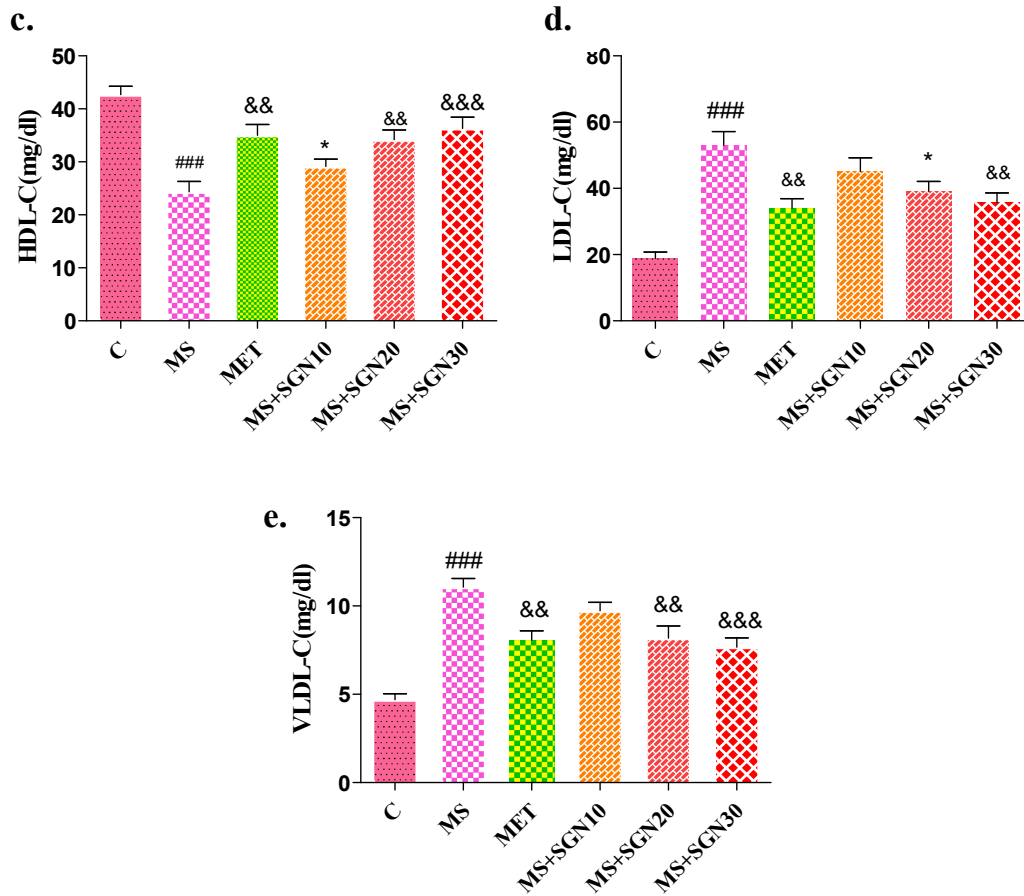 c.
HDL-C(mg/dl)
50
40
30
20
10
0
###
&&
*
&&
&&&
C
MS
MET
MS+SGN10
MS+SGN20
MS+SGN30
d.
LDL-C(mg/dl)
80
60
40
20
0
###
&&
*
&&
C
MS
MET
MS+SGN10
MS+SGN20
MS+SGN30
e.
VLDL-C(mg/dl)
15
10
5
0
###
&&
&&
&&&
C
MS
MET
MS+SGN10
MS+SGN20
MS+SGN30